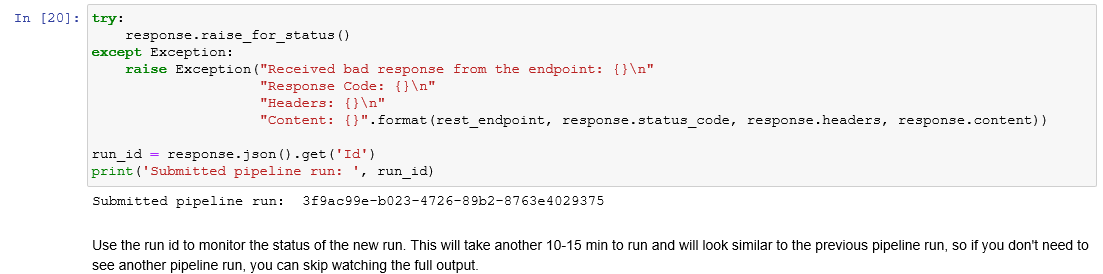 In [20]: try:
    response.raise_for_status()
except Exception:
    raise Exception("Received bad response from the endpoint: {}\n"
                    "Response Code: {}\n"
                    "Headers: {}\n"
                    "Content: {}".format(rest_endpoint, response.status_code, response.headers, response.content))
run_id = response.json().get('Id')
print('Submitted pipeline run: ', run_id)
Submitted pipeline run:  3f9ac99e-b023-4726-89b2-8763e4029375
Use the run id to monitor the status of the new run. This will take another 10-15 min to run and will look similar to the previous pipeline run, so if you don't need to
see another pipeline run, you can skip watching the full output.